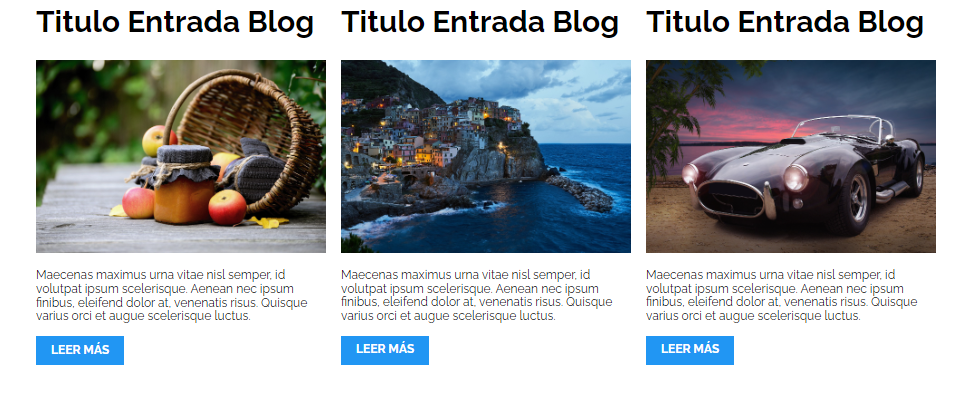 Titulo Entrada Blog
Maecenas maximus urna vitae nisl semper, id
volutpat ipsum scelerisque. Aenean nec ipsum
finibus, eleifend dolor at, venenatis risus. Quisque
varius orci et augue scelerisque luctus.
LEER MÁS
Titulo Entrada Blog
Maecenas maximus urna vitae nisl semper, id
volutpat ipsum scelerisque. Aenean nec ipsum
finibus, eleifend dolor at, venenatis risus. Quisque
varius orci et augue scelerisque luctus.
LEER MÁS
Titulo Entrada Blog
Maecenas maximus urna vitae nisl semper, id
volutpat ipsum scelerisque. Aenean nec ipsum
finibus, eleifend dolor at, venenatis risus. Quisque
varius orci et augue scelerisque luctus.
LEER MÁS